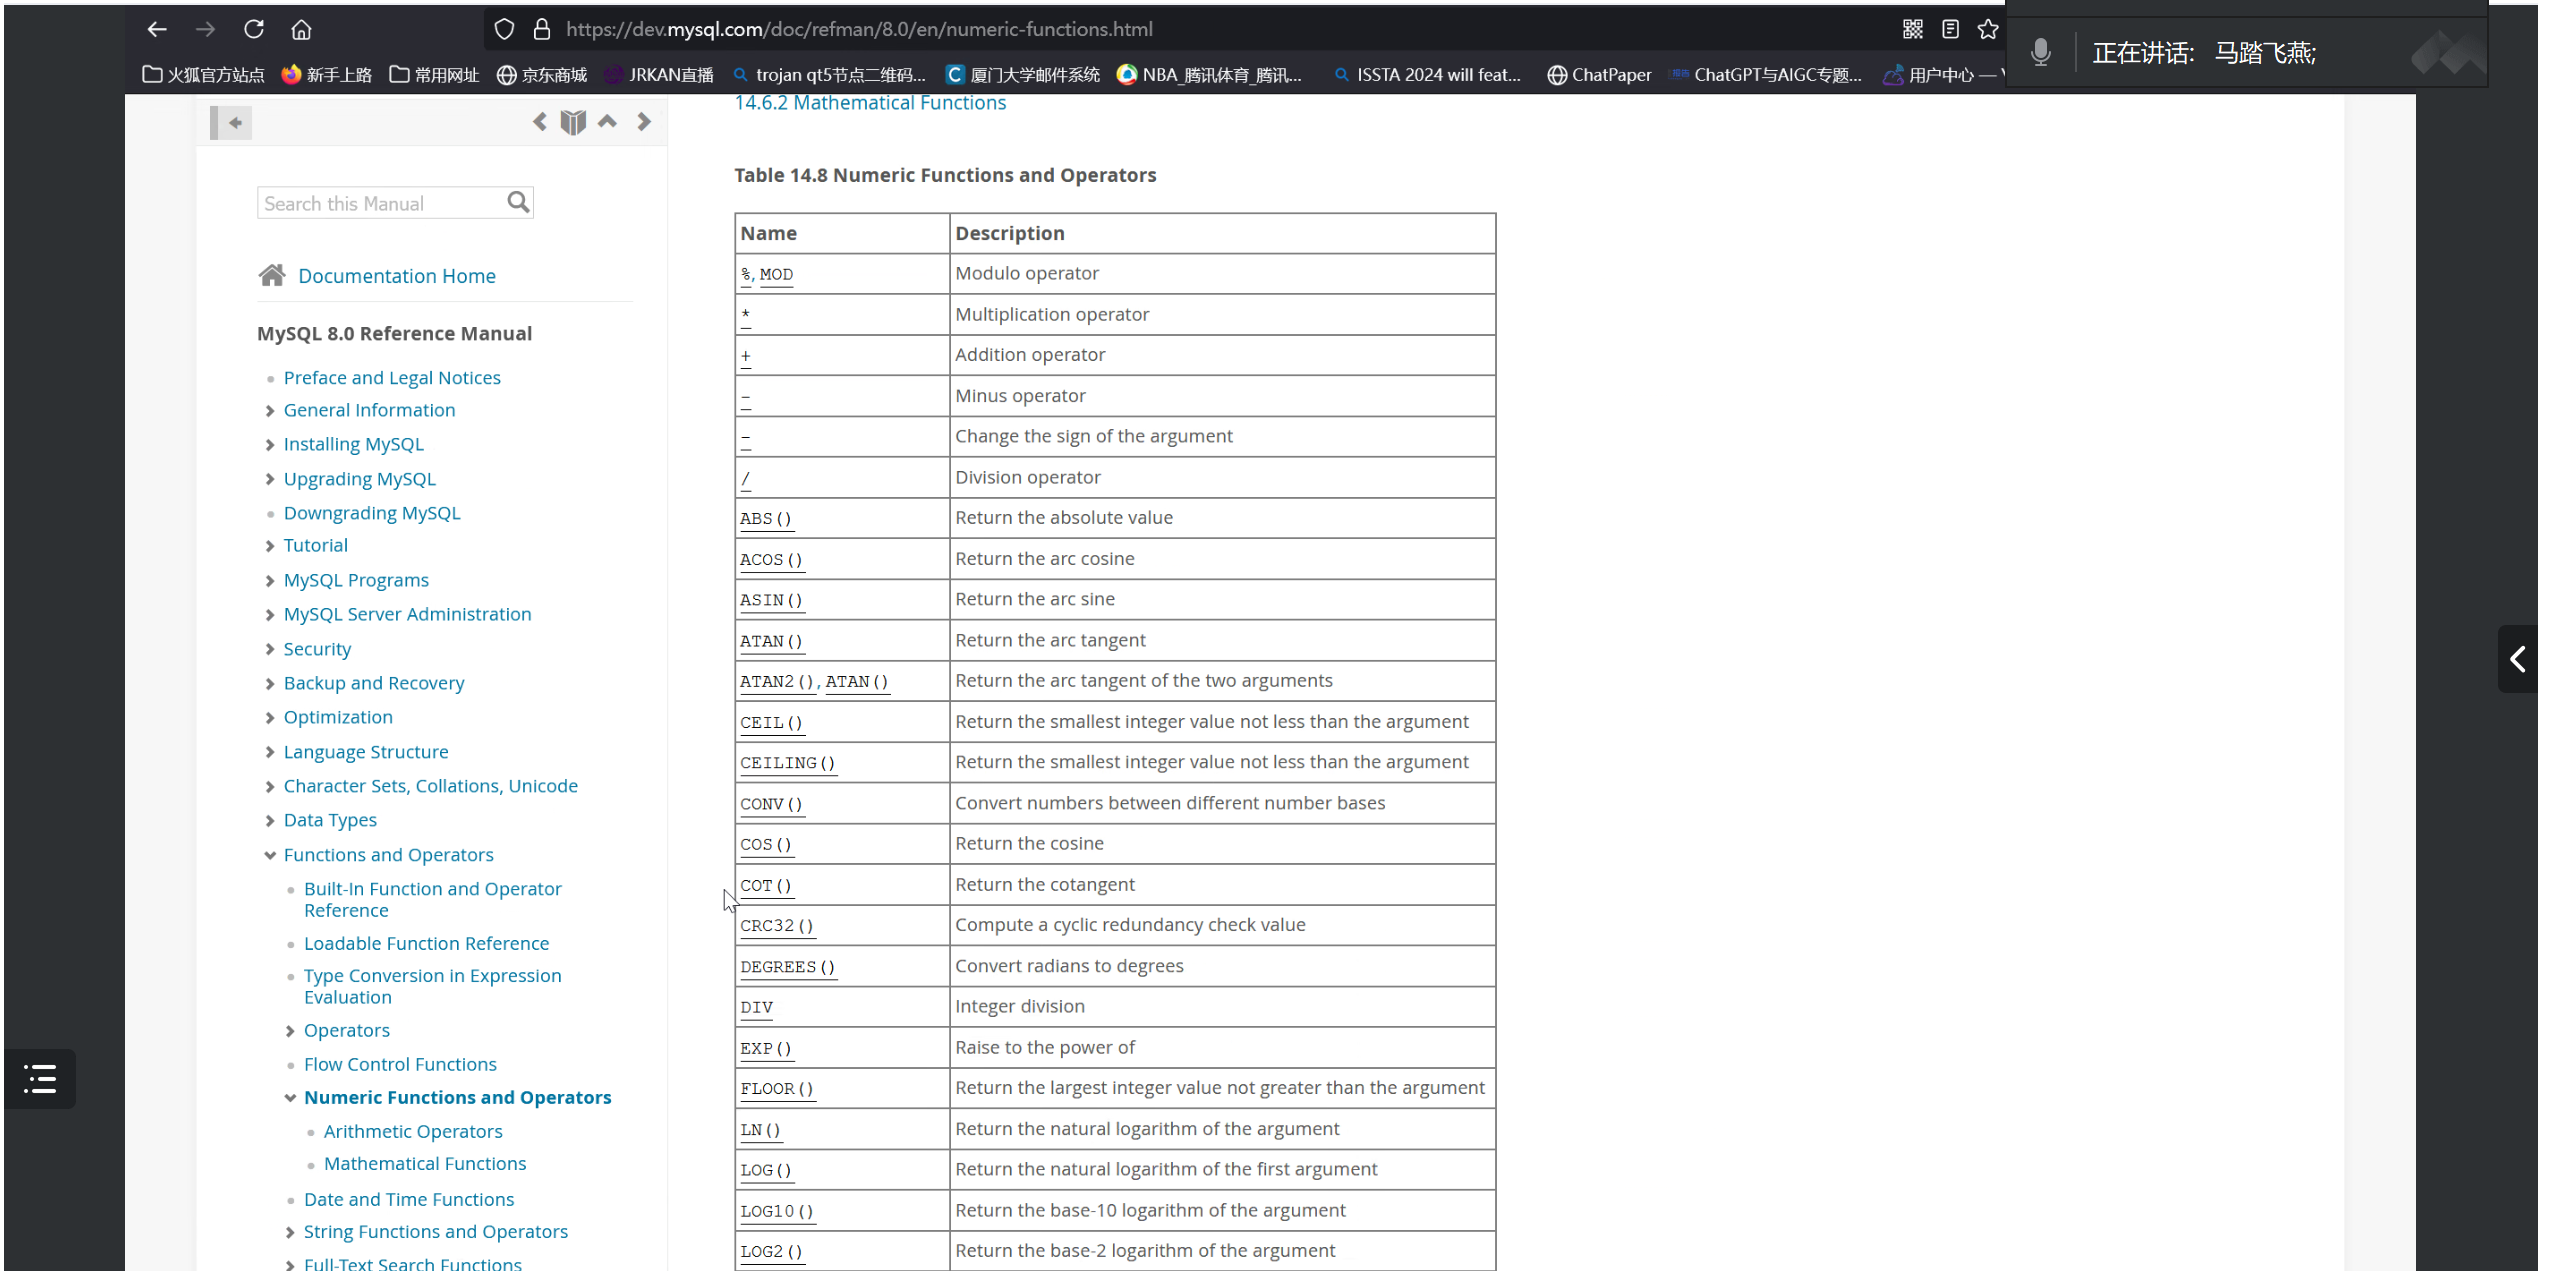 https://dev.mysql.com/doc/refman/8.0/en/numeric-functions.html
正在讲话: 马踏飞燕;
火狐官方站点 新手上路 常用网址 京东商城 JRKAN直播 trojan qt5节点二维码... 厦门大学邮件系统 NBA_腾讯体育_腾讯... ISSTA 2024 will feat... ChatPaper ChatGPT与AIGC专题... 用户中心 —
14.6.2 Mathematical Functions
Search this Manual
Documentation Home
MySQL 8.0 Reference Manual
Preface and Legal Notices
General Information
Installing MySQL
Upgrading MySQL
Downgrading MySQL
Tutorial
MySQL Programs
MySQL Server Administration
Security
Backup and Recovery
Optimization
Language Structure
Character Sets, Collations, Unicode
Data Types
Functions and Operators
Built-In Function and Operator
Reference
Loadable Function Reference
Type Conversion in Expression
Evaluation
Operators
Flow Control Functions
Numeric Functions and Operators
Arithmetic Operators
Mathematical Functions
Date and Time Functions
String Functions and Operators
Full-Text Search Functions
Table 14.8 Numeric Functions and Operators
Name Description
%, MOD Modulo operator
* Multiplication operator
+ Addition operator
- Minus operator
- Change the sign of the argument
/ Division operator
ABS() Return the absolute value
ACOS() Return the arc cosine
ASIN() Return the arc sine
ATAN() Return the arc tangent
ATAN2(), ATAN() Return the arc tangent of the two arguments
CEIL() Return the smallest integer value not less than the argument
CEILING() Return the smallest integer value not less than the argument
CONV() Convert numbers between different number bases
COS() Return the cosine
COT() Return the cotangent
CRC32() Compute a cyclic redundancy check value
DEGREES() Convert radians to degrees
DIV Integer division
EXP() Raise to the power of
FLOOR() Return the largest integer value not greater than the argument
LN() Return the natural logarithm of the argument
LOG() Return the natural logarithm of the first argument
LOG10() Return the base-10 logarithm of the argument
LOG2() Return the base-2 logarithm of the argument